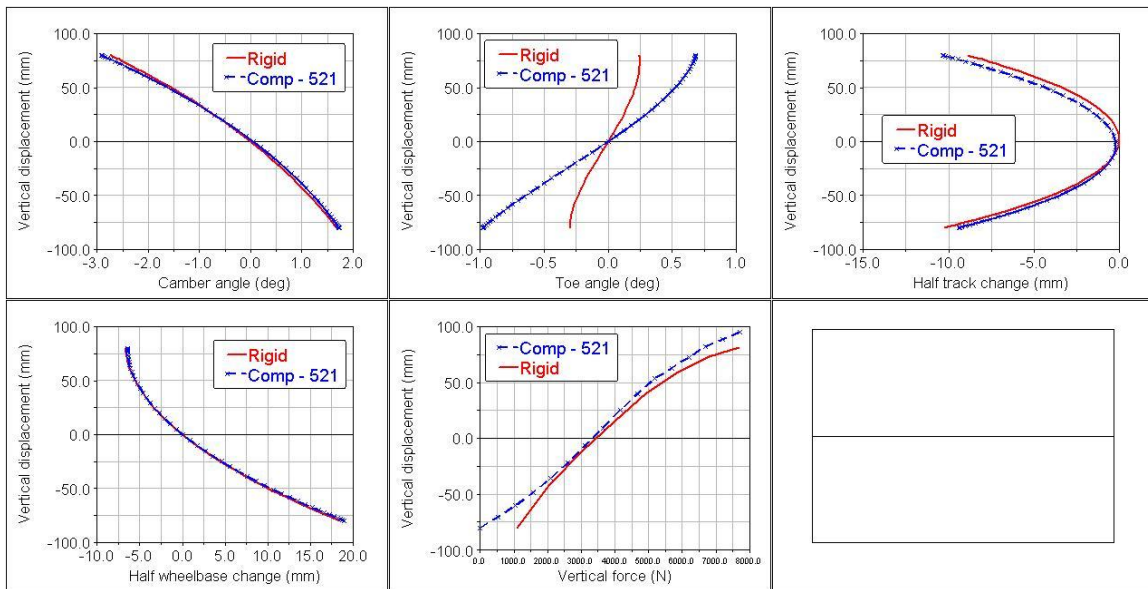 Vertical displacement (mm)
100.0
50.0
0.0
-50.0
-100.0
Rigid
Comp - 521
-3.0 -2.0 -1.0 0.0 1.0 2.0
Camber angle (deg)
Vertical displacement (mm)
100.0
50.0
0.0
-50.0
-100.0
Rigid
Comp - 521
-1.0 -0.5 0.0 0.5 1.0
Toe angle (deg)
Vertical displacement (mm)
100.0
50.0
0.0
-50.0
-100.0
Rigid
Comp - 521
-15.0 -10.0 -5.0 0.0
Half track change (mm)
Vertical displacement (mm)
100.0
50.0
0.0
-50.0
-100.0
Rigid
Comp - 521
-10.0 -5.0 0.0 5.0 10.0 15.0 20.0
Half wheelbase change (mm)
Vertical displacement (mm)
100.0
50.0
0.0
-50.0
-100.0
Comp - 521
Rigid
0.0 1000.0 2000.0 3000.0 4000.0 5000.0 6000.0 7000.0 8000.0
Vertical force (N)